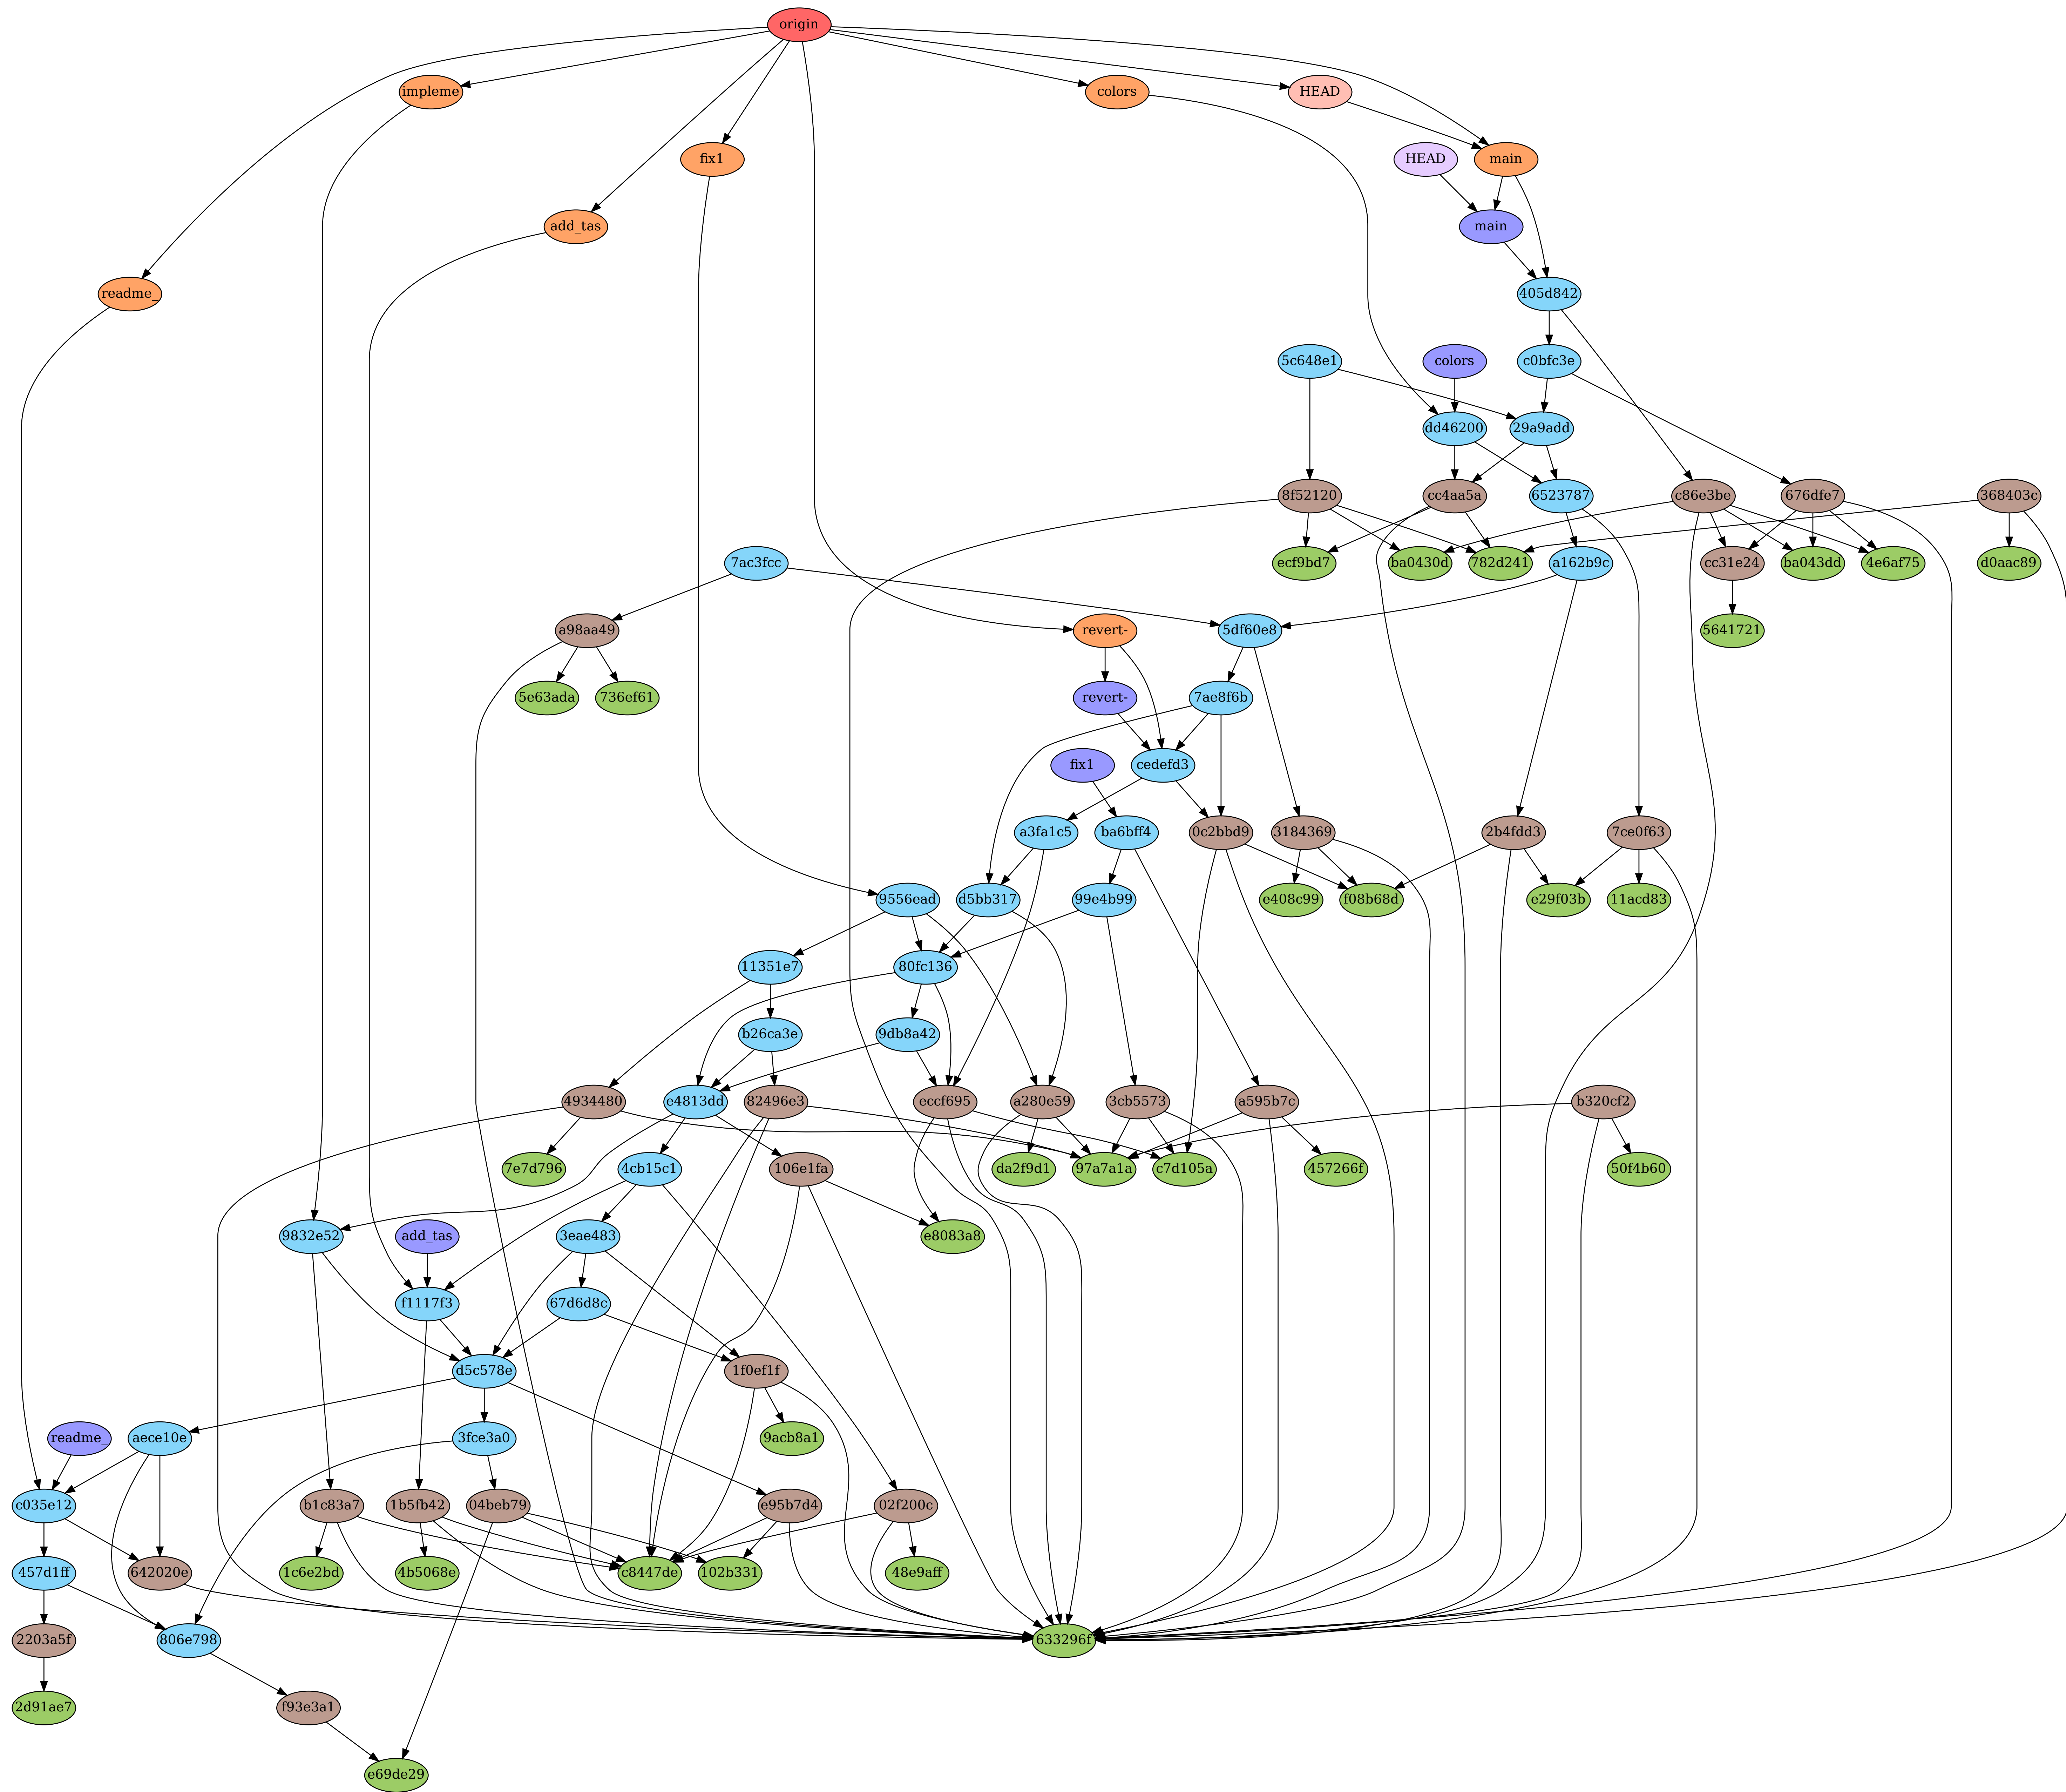 origin
impleme
colors
HEAD
fix1
HEAD
main
add_tas
main
readme_
405d842
5c648e1
colors
c0bfc3e
dd46200
29a9add
8f52120
cc4aa5a
6523787
c86e3be
676dfe7
368403c
7ac3fcc
ecf9bd7
ba0430d
782d241
a162b9c
cc31e24
ba043dd
4e6af75
d0aac89
a98aa49
revert-
5df60e8
5641721
5e63ada
736ef61
revert-
7ae8f6b
fix1
cedefd3
a3fa1c5
ba6bff4
0c2bbd9
3184369
2b4fdd3
7ce0f63
9556ead
d5bb317
99e4b99
e408c99
f08b68d
e29f03b
11acd83
11351e7
80fc136
b26ca3e
9db8a42
4934480
e4813dd
82496e3
eccf695
a280e59
3cb5573
a595b7c
b320cf2
7e7d796
4cb15c1
106e1fa
da2f9d1
97a7a1a
c7d105a
457266f
50f4b60
9832e52
add_tas
3eae483
e8083a8
f1117f3
67d6d8c
d5c578e
1f0ef1f
readme_
aece10e
3fce3a0
9acb8a1
c035e12
b1c83a7
1b5fb42
04beb79
e95b7d4
02f200c
457d1ff
642020e
1c6e2bd
4b5068e
c8447de
102b331
48e9aff
2203a5f
806e798
633296f
2d91ae7
f93e3a1
e69de29